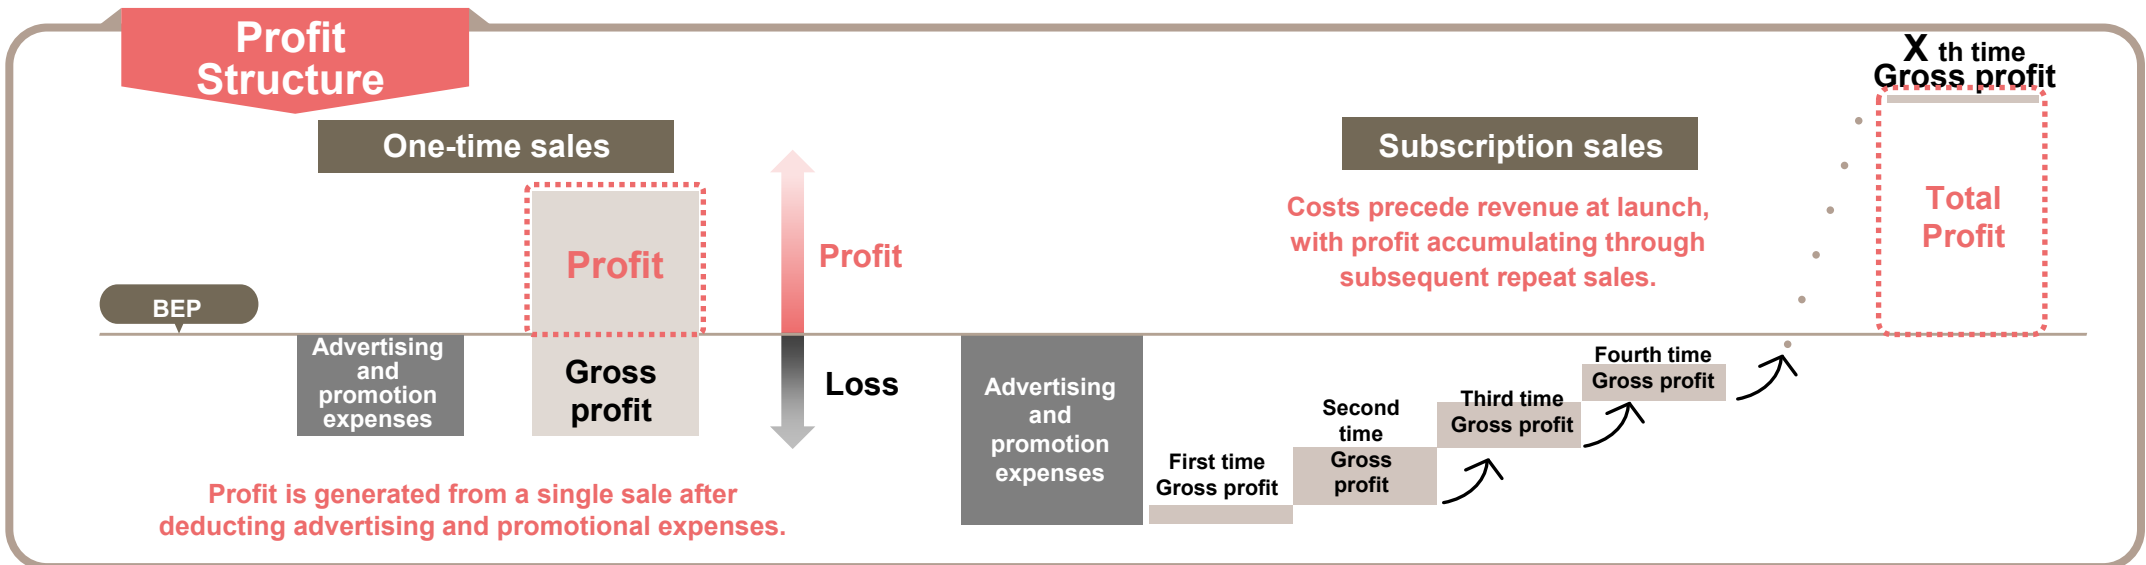 Profit
Structure
One-time sales
Profit
BEP
Advertising
and
promotion
expenses
Gross
profit
Profit
Loss
Profit is generated from a single sale after
deducting advertising and promotional expenses.
Subscription sales
Costs precede revenue at launch,
with profit accumulating through
subsequent repeat sales.
Advertising
and
promotion
expenses
First time
Gross profit
Second
time
Gross
profit
Third time
Gross profit
Fourth time
Gross profit
X th time
Gross profit
Total
Profit